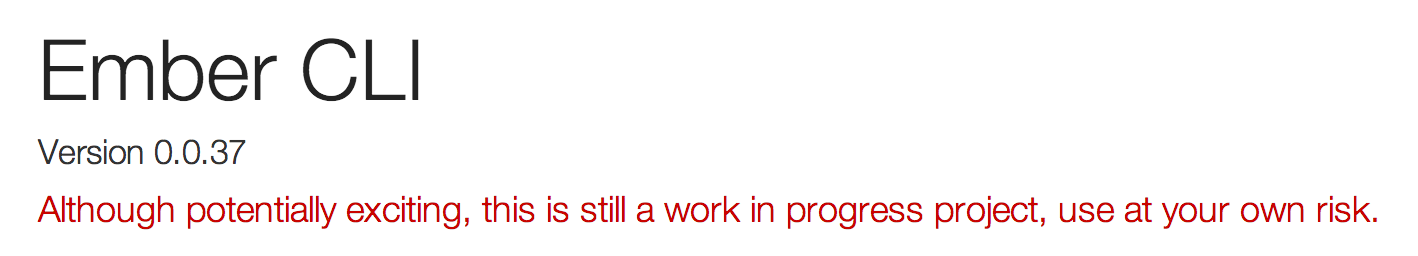 Ember CLI
Version 0.0.37
Although potentially exciting, this is still a work in progress project, use at your own risk.